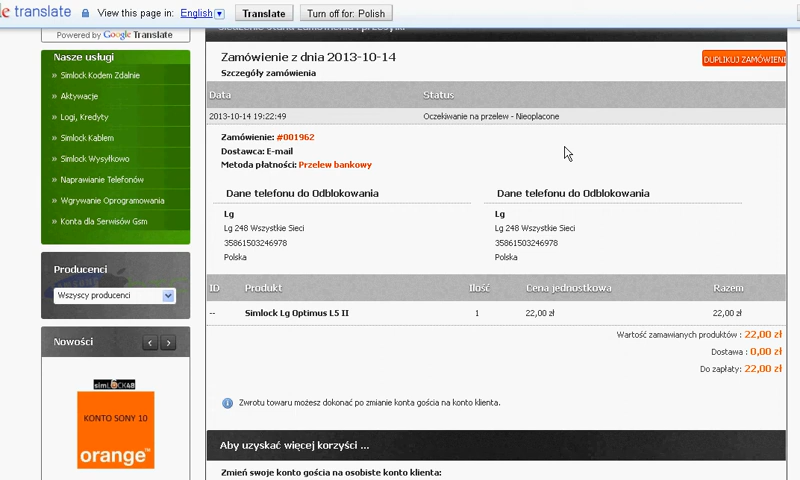 le translate View this page in: English Translate Turn off for: Polish
Powered by Google Translate
Nasze usługi
» Simlock Kodem Zdalnie
» Aktywacje
» Logi, Kredyty
» Simlock Kablem
» Simlock Wysyłkowo
» Naprawianie Telefonów
» Wgrywanie Oprogramowania
» Konta dla Serwisów Gsm
Producenci
Wszyscy producenci
Nowości
simLOCK48
KONTO SONY 10
orange™
Zamówienie z dnia 2013-10-14
DUPLIKUJ ZAMÓWIENI
Szczegóły zamówienia
Data Status
2013-10-14 19:22:49 Oczekiwanie na przelew - Nieopłacone
Zamówienie: #001962
Dostawca: E-mail
Metoda płatności: Przelew bankowy
Dane telefonu do Odblokowania
Lg
Lg 248 Wszystkie Sieci
35861503246978
Polska
Dane telefonu do Odblokowania
Lg
Lg 248 Wszystkie Sieci
35861503246978
Polska
ID Produkt Ilość Cena jednostkowa Razem
-- Simlock Lg Optimus L5 II 1 22,00 zł 22,00 zł
Wartość zamawianych produktów : 22,00 zł
Dostawa : 0,00 zł
Do zapłaty: 22,00 zł
Zwrotu towaru możesz dokonać po zmianie konta gościa na konto klienta.
Aby uzyskać więcej korzyści ...
Zmień swoje konto gościa na osobiste konto klienta: